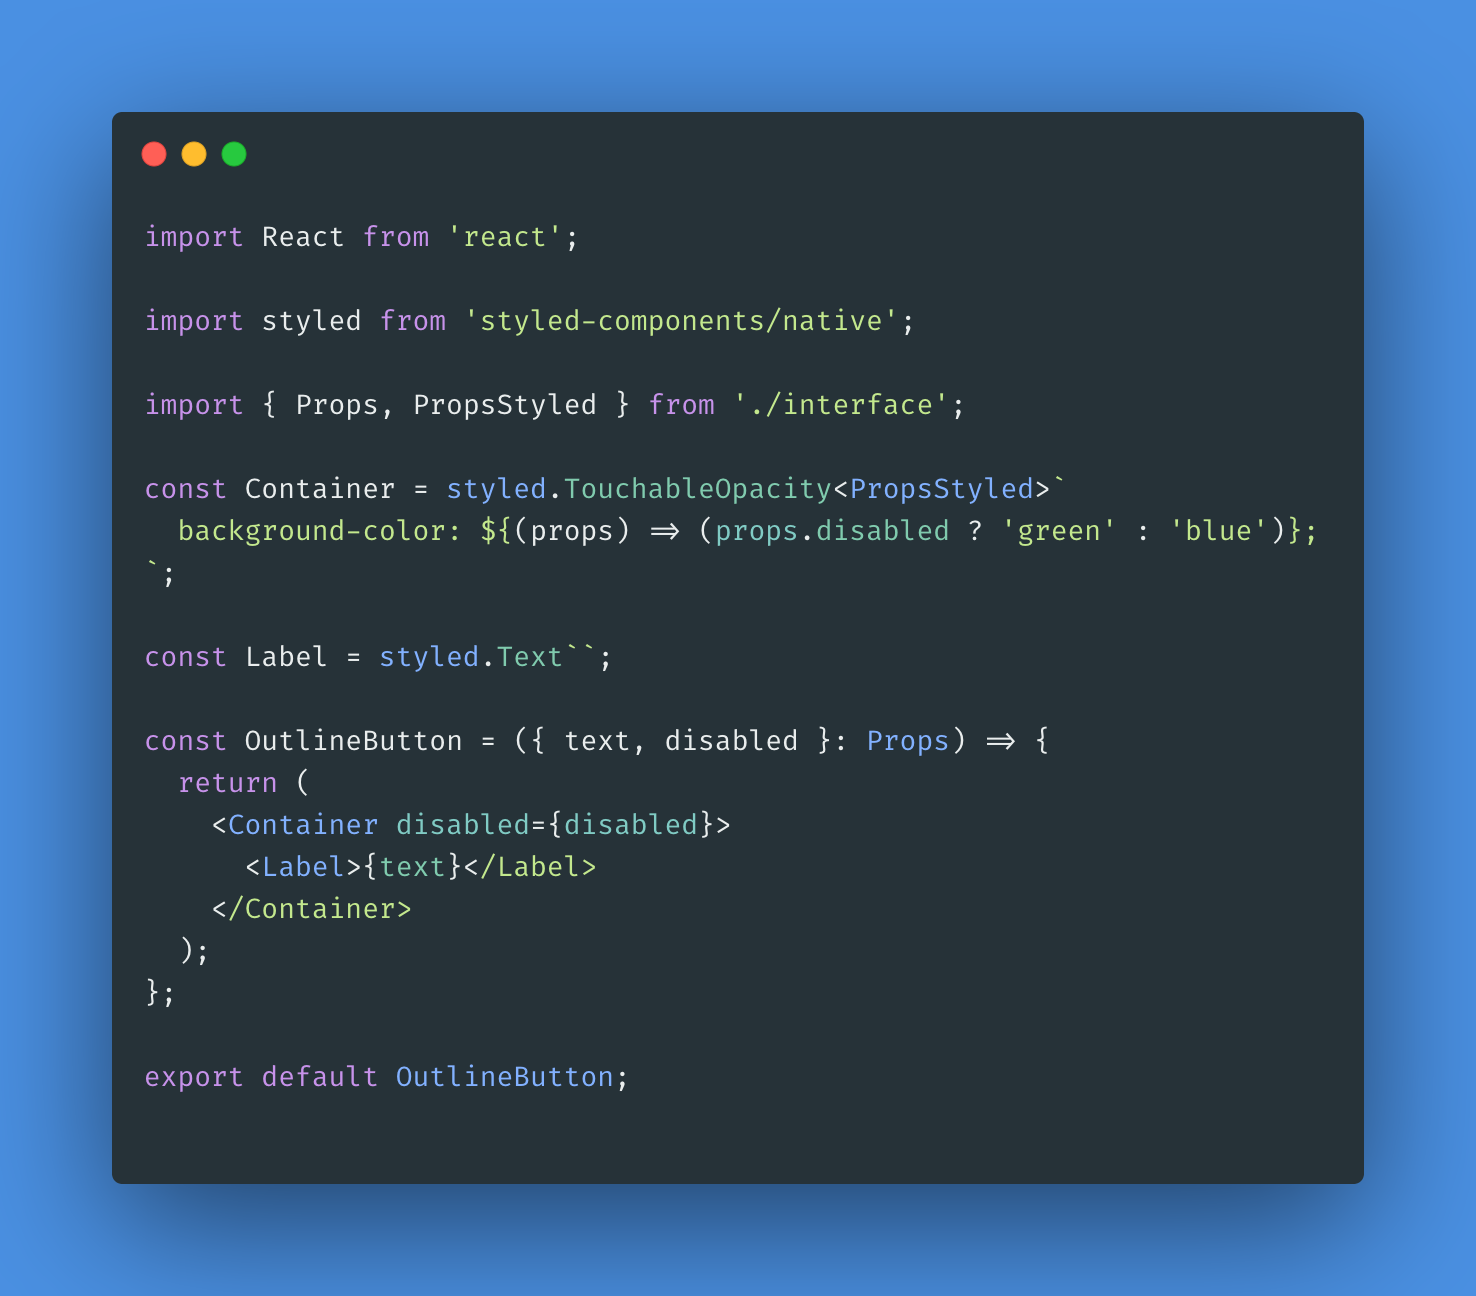 import React from 'react';
import styled from 'styled-components/native';
import { Props, PropsStyled } from './interface';
const Container = styled.TouchableOpacity<PropsStyled>`
  background-color: ${(props) => (props.disabled ? 'green' : 'blue')};
`;
const Label = styled.Text``;
const OutlineButton = ({ text, disabled }: Props) => {
  return (
    <Container disabled={disabled}>
      <Label>{text}</Label>
    </Container>
  );
};
export default OutlineButton;